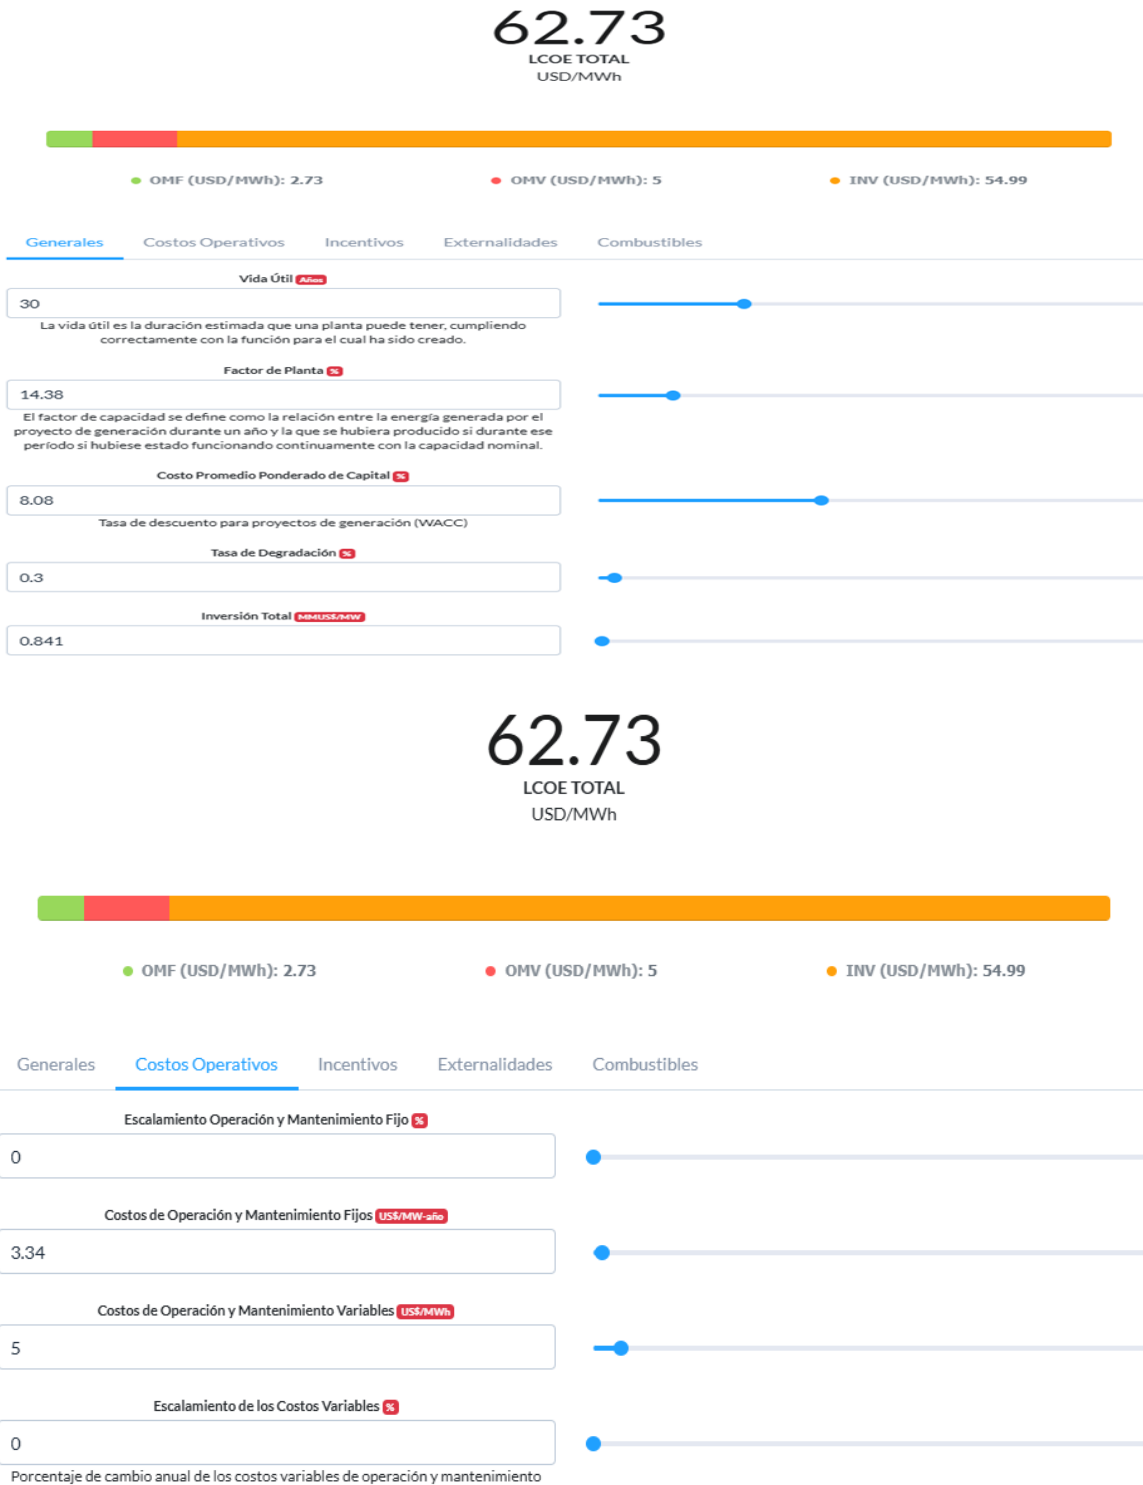 62.73
LCOE TOTAL
USD/MWh
OMF (USD/MWh): 2.73 OMV (USD/MWh): 5 INV (USD/MWh): 54.99
Generales Costos Operativos Incentivos Externalidades Combustibles
Vida Útil Años
30
La vida útil es la duración estimada que una planta puede tener, cumpliendo
correctamente con la función para el cual ha sido creado.
Factor de Planta %
14.38
El factor de capacidad se define como la relación entre la energía generada por el
proyecto de generación durante un año y la que se hubiera producido si durante ese
período si hubiese estado funcionando continuamente con la capacidad nominal.
Costo Promedio Ponderado de Capital %
8.08
Tasa de descuento para proyectos de generación (WACC)
Tasa de Degradación %
0.3
Inversión Total MMUS$/MW
0.841
62.73
LCOE TOTAL
USD/MWh
OMF (USD/MWh): 2.73 OMV (USD/MWh): 5 INV (USD/MWh): 54.99
Generales Costos Operativos Incentivos Externalidades Combustibles
Escalamiento Operación y Mantenimiento Fijo %
0
Costos de Operación y Mantenimiento Fijos US$/MW-año
3.34
Costos de Operación y Mantenimiento Variables US$/MWh
5
Escalamiento de los Costos Variables %
0
Porcentaje de cambio anual de los costos variables de operación y mantenimiento